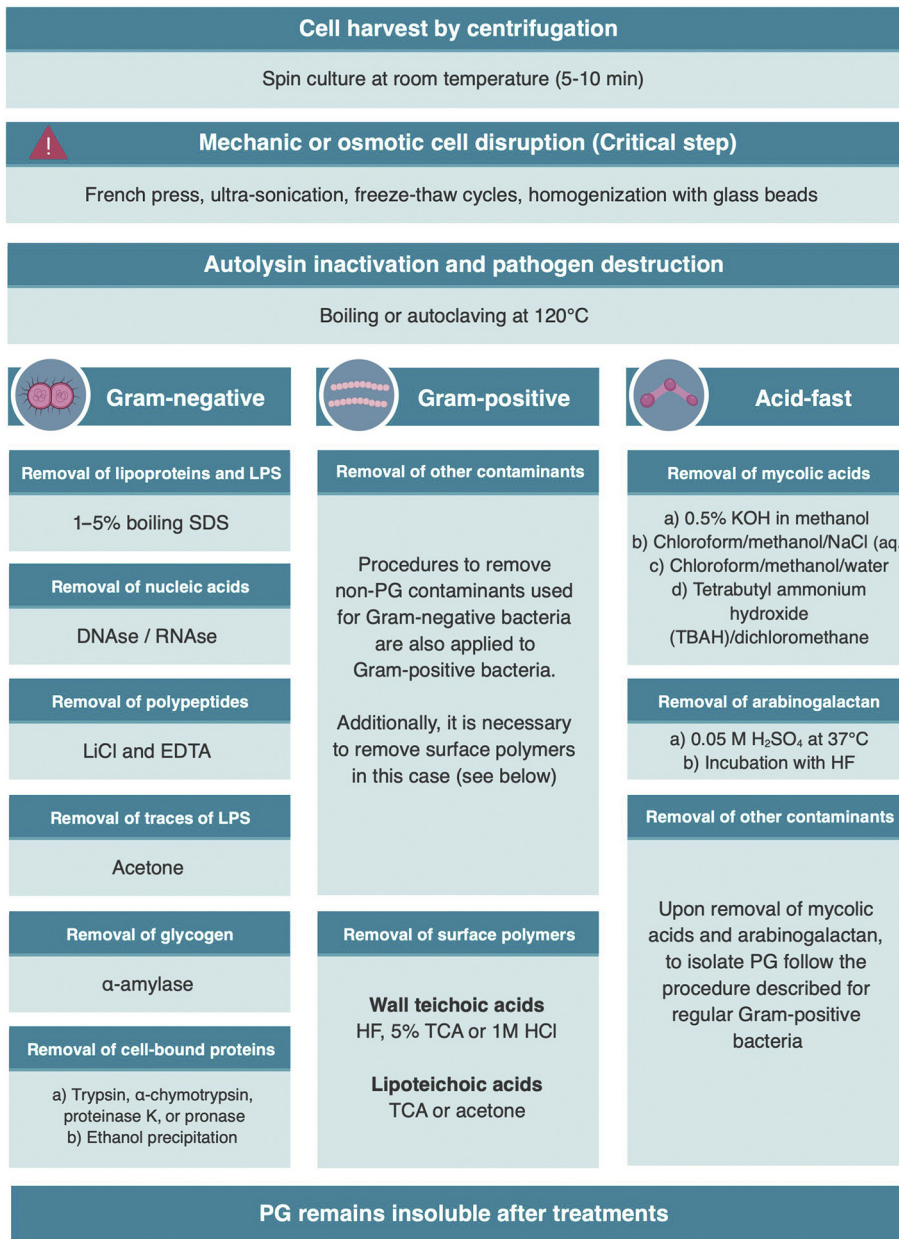 Cell harvest by centrifugation
Spin culture at room temperature (5-10 min)
!
Mechanic or osmotic cell disruption (Critical step)
French press, ultra-sonication, freeze-thaw cycles, homogenization with glass beads
Autolysin inactivation and pathogen destruction
Boiling or autoclaving at 120°C
Gram-negative
Removal of lipoproteins and LPS
1–5% boiling SDS
Removal of nucleic acids
DNAse / RNAse
Removal of polypeptides
LiCl and EDTA
Removal of traces of LPS
Acetone
Removal of glycogen
α-amylase
Removal of cell-bound proteins
a) Trypsin, α-chymotrypsin,
proteinase K, or pronase
b) Ethanol precipitation
Gram-positive
Removal of other contaminants
Procedures to remove
non-PG contaminants used
for Gram-negative bacteria
are also applied to
Gram-positive bacteria.
Additionally, it is necessary
to remove surface polymers
in this case (see below)
Removal of surface polymers
Wall teichoic acids
HF, 5% TCA or 1M HCl
Lipoteichoic acids
TCA or acetone
Acid-fast
Removal of mycolic acids
a) 0.5% KOH in methanol
b) Chloroform/methanol/NaCl (aq.
c) Chloroform/methanol/water
d) Tetrabutyl ammonium
hydroxide
(TBAH)/dichloromethane
Removal of arabinogalactan
a) 0.05 M H₂SO₄ at 37°C
b) Incubation with HF
Removal of other contaminants
Upon removal of mycolic
acids and arabinogalactan,
to isolate PG follow the
procedure described for
regular Gram-positive
bacteria
PG remains insoluble after treatments